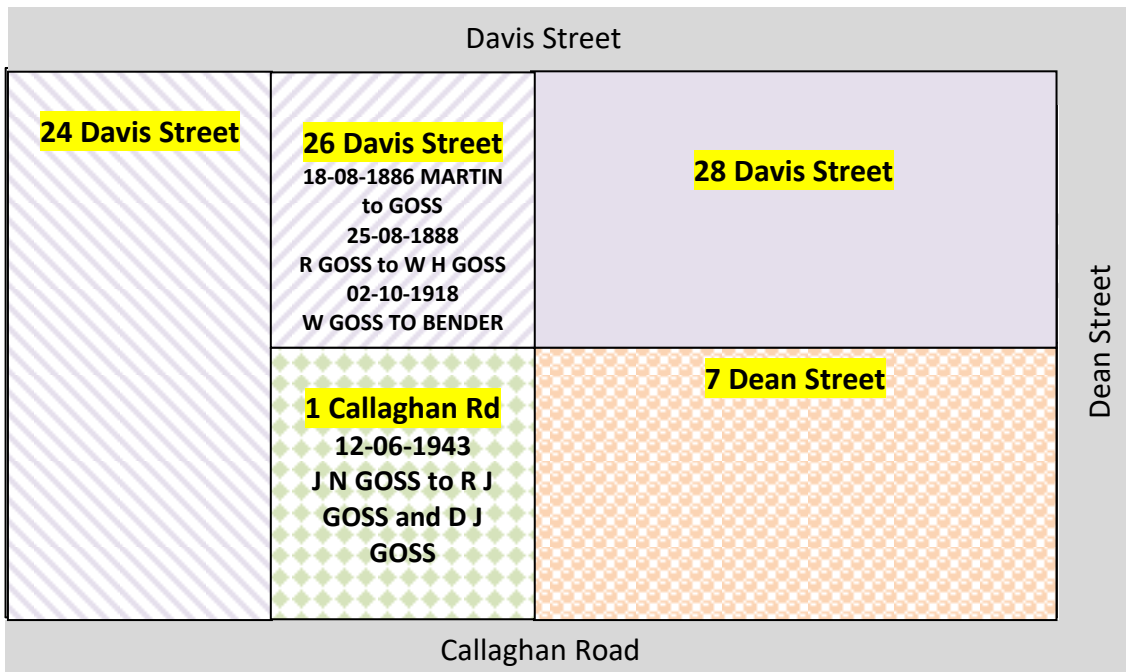 Davis Street
24 Davis Street
26 Davis Street
18-08-1886 MARTIN
to GOSS
25-08-1888
R GOSS to W H GOSS
02-10-1918
W GOSS TO BENDER
28 Davis Street
Dean Street
1 Callaghan Rd
12-06-1943
J N GOSS to R J
GOSS and D J
GOSS
7 Dean Street
Callaghan Road